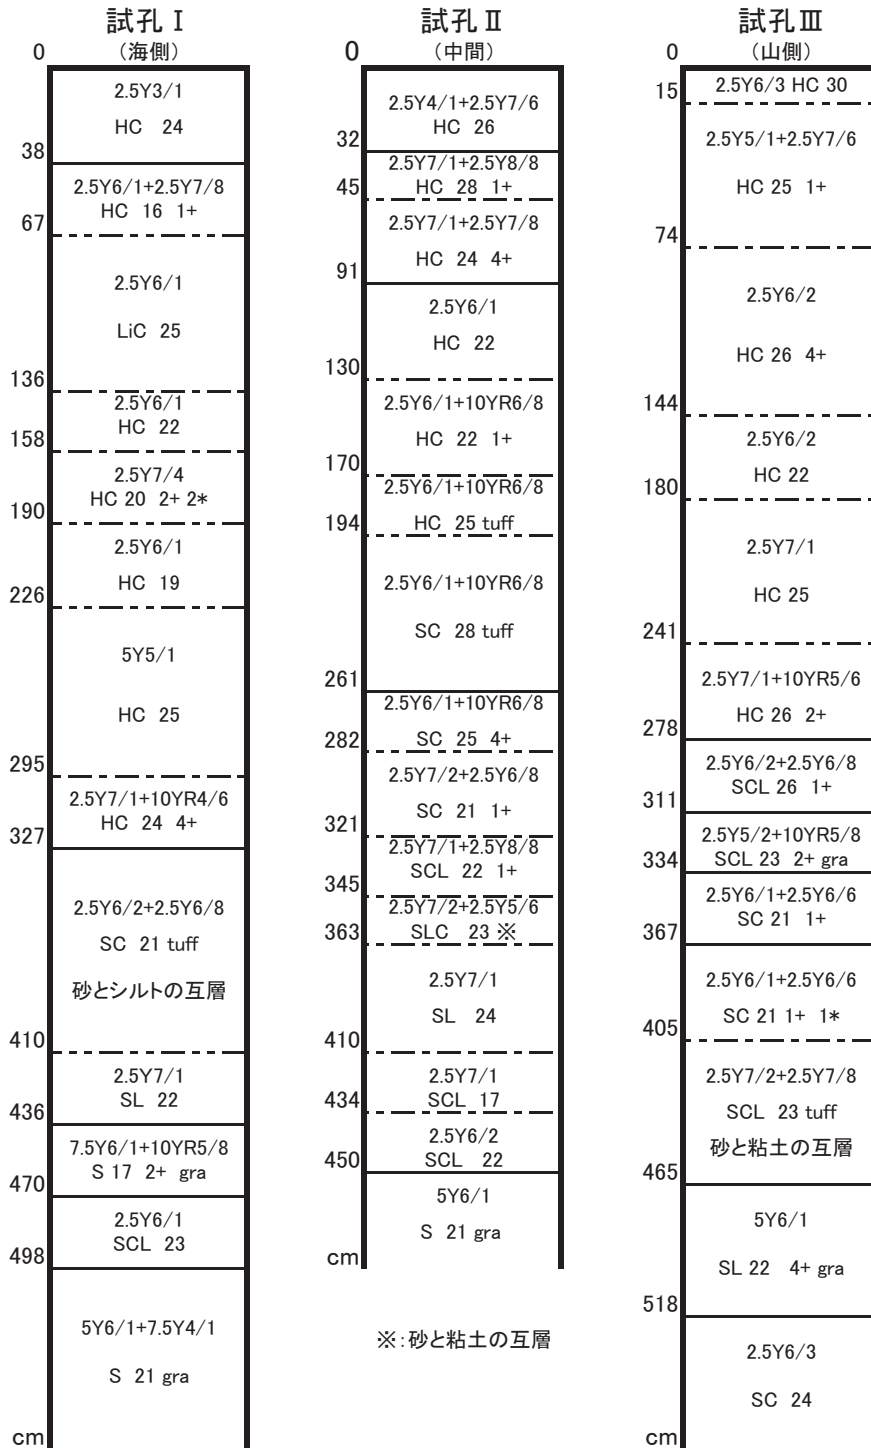 試孔Ⅰ
(海側)
0
2.5Y3/1
HC 24
38
2.5Y6/1+2.5Y7/8
HC 16 1+
67
2.5Y6/1
LiC 25
136
2.5Y6/1
HC 22
158
2.5Y7/4
HC 20 2+ 2*
190
2.5Y6/1
HC 19
226
5Y5/1
HC 25
295
2.5Y7/1+10YR4/6
HC 24 4+
327
2.5Y6/2+2.5Y6/8
SC 21 tuff
砂とシルトの互層
410
2.5Y7/1
SL 22
436
7.5Y6/1+10YR5/8
S 17 2+ gra
470
2.5Y6/1
SCL 23
498
5Y6/1+7.5Y4/1
S 21 gra
cm
試孔Ⅱ
(中間)
0
2.5Y4/1+2.5Y7/6
HC 26
32
2.5Y7/1+2.5Y8/8
HC 28 1+
45
2.5Y7/1+2.5Y7/8
HC 24 4+
91
2.5Y6/1
HC 22
130
2.5Y6/1+10YR6/8
HC 22 1+
170
2.5Y6/1+10YR6/8
HC 25 tuff
194
2.5Y6/1+10YR6/8
SC 28 tuff
261
2.5Y6/1+10YR6/8
SC 25 4+
282
2.5Y7/2+2.5Y6/8
SC 21 1+
321
2.5Y7/1+2.5Y8/8
SCL 22 1+
345
2.5Y7/2+2.5Y5/6
SLC 23 ※
363
2.5Y7/1
SL 24
410
2.5Y7/1
SCL 17
434
2.5Y6/2
SCL 22
450
5Y6/1
S 21 gra
cm
※:砂と粘土の互層
試孔Ⅲ
(山側)
0
2.5Y6/3 HC 30
15
2.5Y5/1+2.5Y7/6
HC 25 1+
74
2.5Y6/2
HC 26 4+
144
2.5Y6/2
HC 22
180
2.5Y7/1
HC 25
241
2.5Y7/1+10YR5/6
HC 26 2+
278
2.5Y6/2+2.5Y6/8
SCL 26 1+
311
2.5Y5/2+10YR5/8
SCL 23 2+ gra
334
2.5Y6/1+2.5Y6/6
SC 21 1+
367
2.5Y6/1+2.5Y6/6
SC 21 1+ 1*
405
2.5Y7/2+2.5Y7/8
SCL 23 tuff
砂と粘土の互層
465
5Y6/1
SL 22 4+ gra
518
2.5Y6/3
SC 24
cm